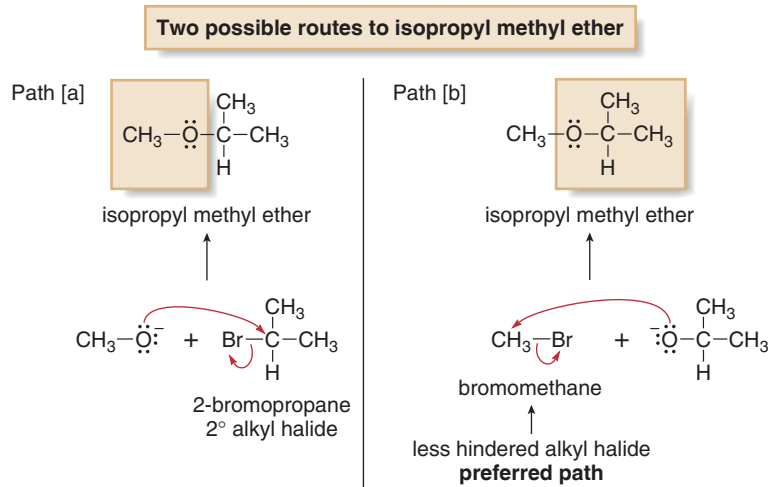 Two possible routes to isopropyl methyl ether
Path [a]
CH3
CH3–Ö–C–CH3
H
isopropyl methyl ether
CH3
CH3–Ö:− + Br–C–CH3
H
2-bromopropane
2° alkyl halide
Path [b]
CH3
CH3–Ö–C–CH3
H
isopropyl methyl ether
CH3
CH3–Br + −:Ö–C–CH3
H
bromomethane
less hindered alkyl halide
preferred path